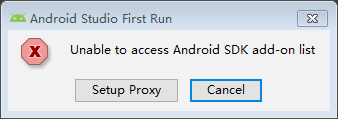 Android Studio First Run
Unable to access Android SDK add-on list
Setup Proxy
Cancel